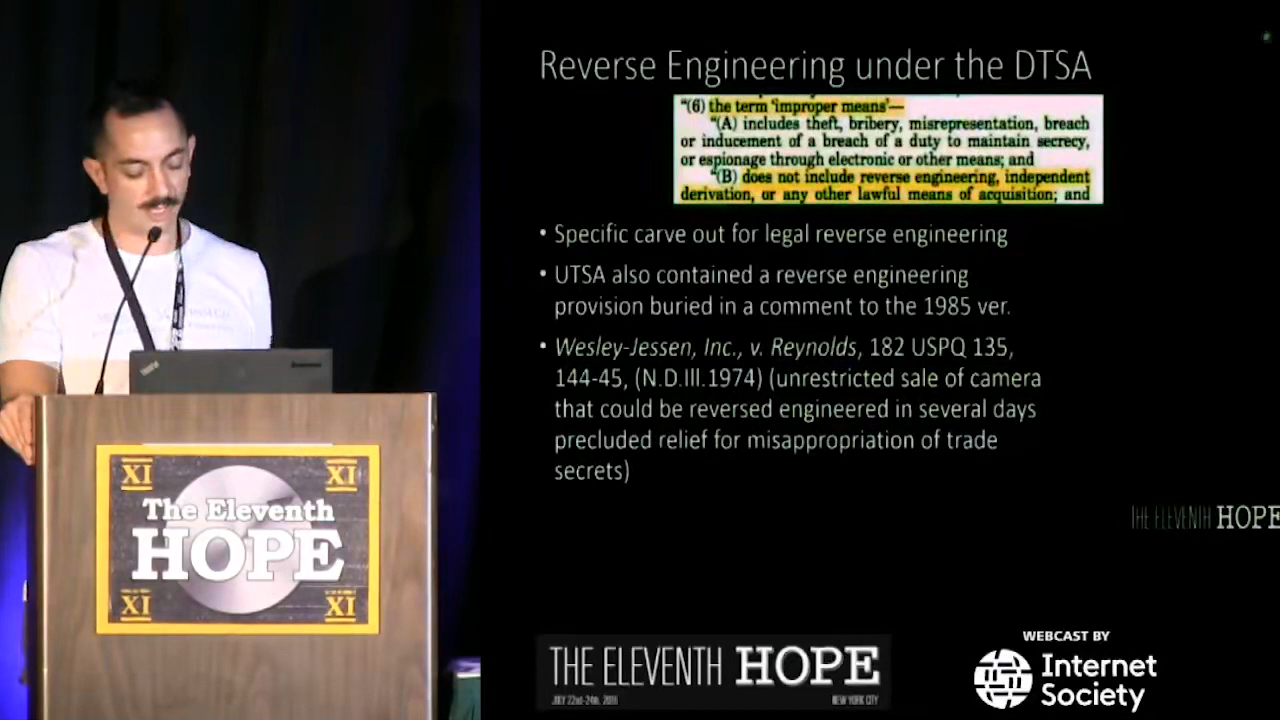 Reverse Engineering under the DTSA
"(6) the term 'improper means'—
"(A) includes theft, bribery, misrepresentation, breach
or inducement of a breach of a duty to maintain secrecy,
or espionage through electronic or other means; and
"(B) does not include reverse engineering, independent
derivation, or any other lawful means of acquisition; and
• Specific carve out for legal reverse engineering
• UTSA also contained a reverse engineering
provision buried in a comment to the 1985 ver.
• Wesley-Jessen, Inc., v. Reynolds, 182 USPQ 135,
144-45, (N.D.Ill.1974) (unrestricted sale of camera
that could be reversed engineered in several days
precluded relief for misappropriation of trade
secrets)
XI XI
The Eleventh
HOPE
XI XI
THE ELEVENTH HOPE
THE ELEVENTH HOPE
JULY 22nd-24th, 2016 NEW YORK CITY
WEBCAST BY
Internet
Society